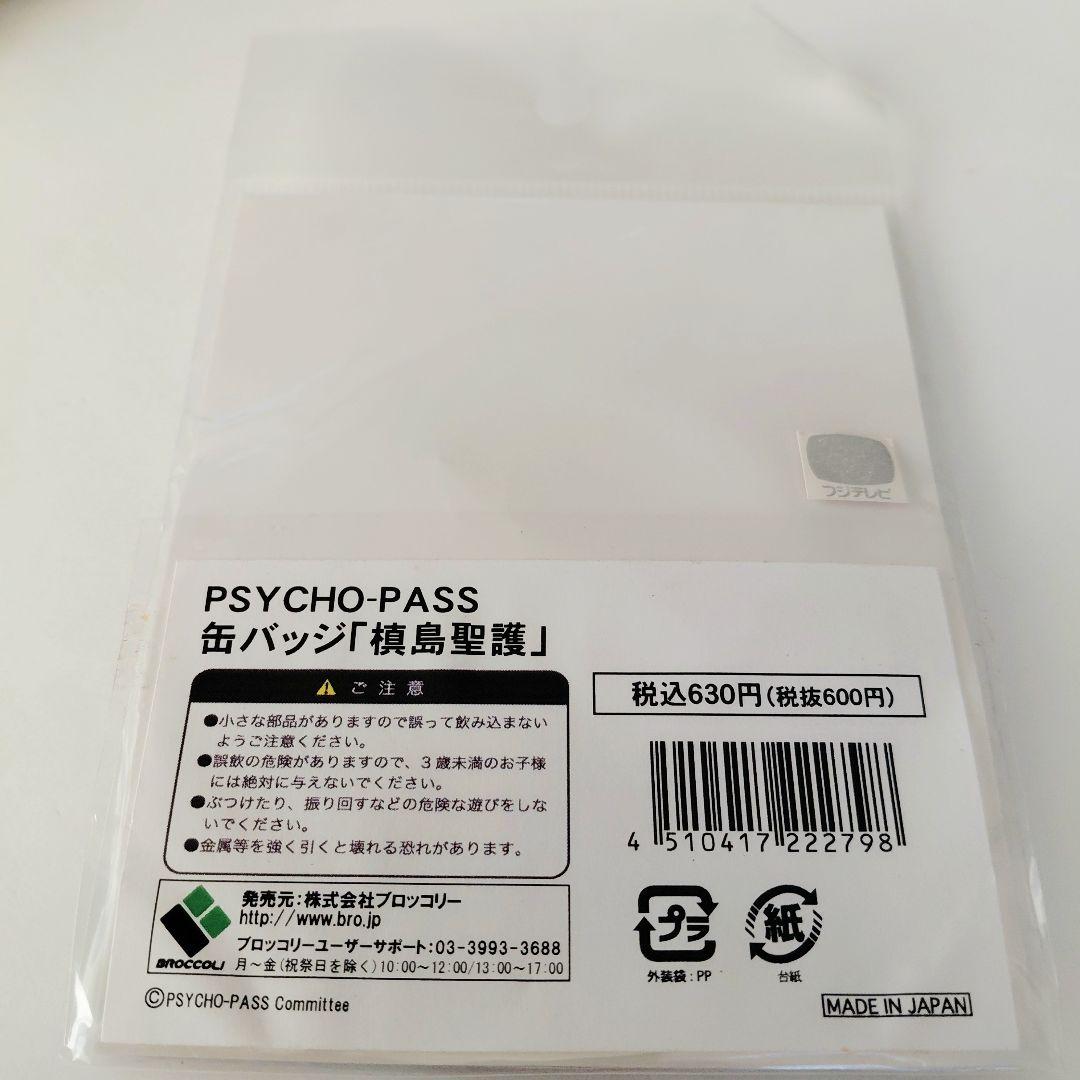 フジテレビ
PSYCHO-PASS
缶バッジ「槙島聖護」
ご注意
●小さな部品がありますので誤って飲み込まない
ようご注意ください。
●誤飲の危険がありますので、3歳未満のお子様
には絶対に与えないでください。
●ぶつけたり、振り回すなどの危険な遊びをしな
いでください。
●金属等を強く引くと壊れる恐れがあります。
税込630円(税抜600円)
4 510417 222798
発売元:株式会社ブロッコリー
http://www.bro.jp
ブロッコリーユーザーサポート:03-3993-3688
月~金(祝祭日を除く)10:00~12:00/13:00~17:00
BROCCOLI
プラ
外装袋:PP
紙
台紙
©PSYCHO-PASS Committee
MADE IN JAPAN